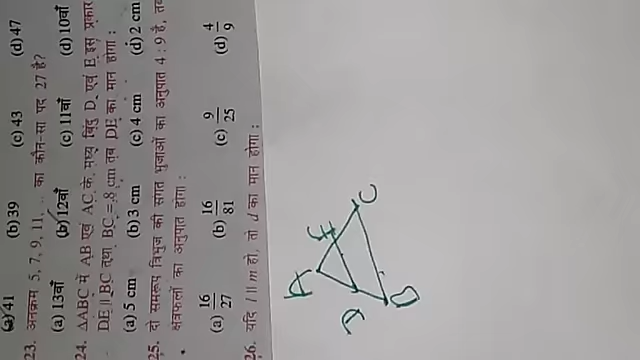 (a) 41 (b) 39 (c) 43 (d) 47
23. अनुक्रम 5, 7, 9, 11, ... का कौन-सा पद 27 है?
(a) 13वाँ (b) 12वाँ (c) 11वाँ (d) 10वाँ
24. ΔABC में AB एवं AC के मध्य बिंदु D एवं E इस प्रकार
DE || BC तथा BC = 8 cm तब DE का मान होगा :
(a) 5 cm (b) 3 cm (c) 4 cm (d) 2 cm
25. दो समरूप त्रिभुज की संगत भुजाओं का अनुपात 4 : 9 है, तब
क्षेत्रफलों का अनुपात होगा :
(a) 16/27 (b) 16/81 (c) 9/25 (d) 4/9
26. यदि l || m हो, तो d का मान होगा :
A
C